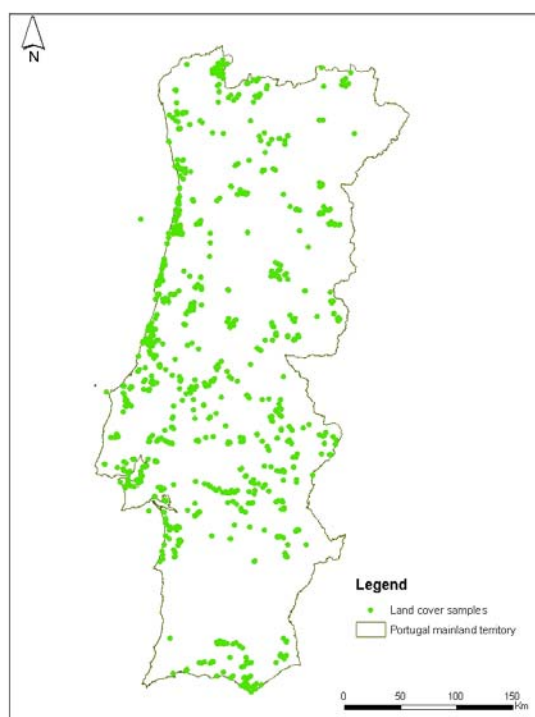 N
Legend
Land cover samples
Portugal mainland territory
0 50 100 150
Km